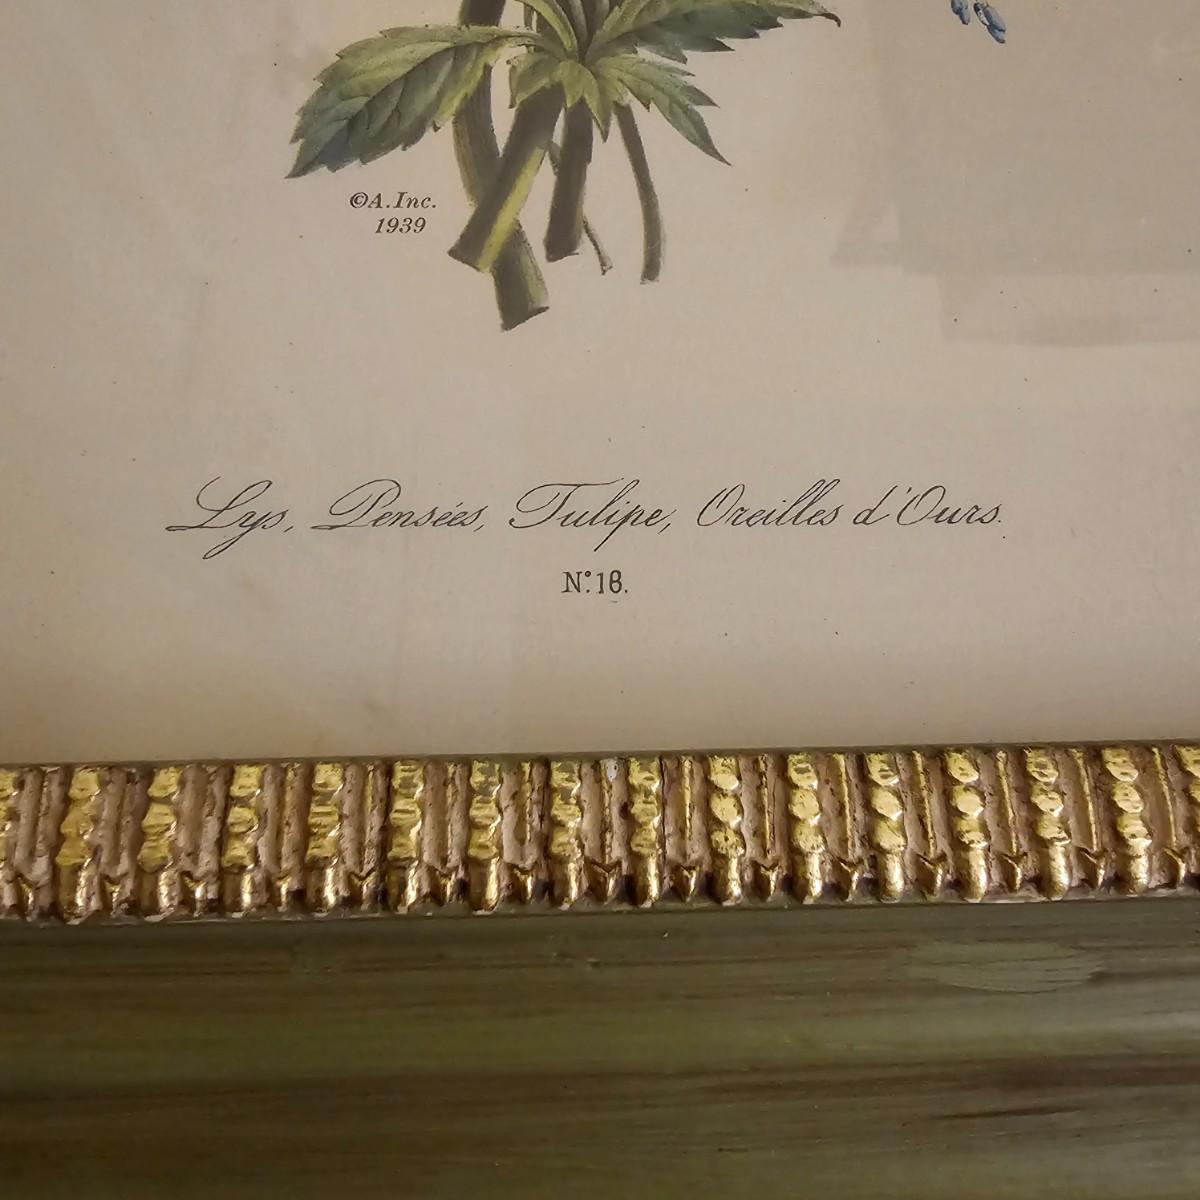 ©A.Inc.
1939
Lys, Pensées, Tulipe, Oreilles d'Ours.
N.º 18.